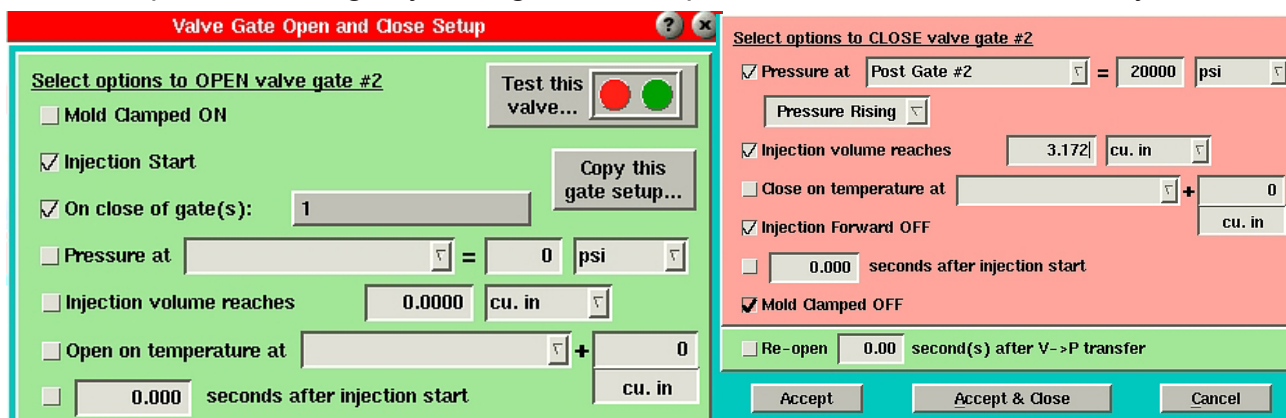 Valve Gate Open and Close Setup ? x
Select options to OPEN valve gate #2
Test this
valve...
Mold Clamped ON
Injection Start
Copy this
gate setup...
On close of gate(s): 1
Pressure at = 0 psi
Injection volume reaches 0.0000 cu. in
Open on temperature at + 0
cu. in
0.000 seconds after injection start
Select options to CLOSE valve gate #2
Pressure at Post Gate #2 = 20000 psi
Pressure Rising
Injection volume reaches 3.172 cu. in
Close on temperature at + 0
cu. in
Injection Forward OFF
0.000 seconds after injection start
Mold Clamped OFF
Re-open 0.00 second(s) after V->P transfer
Accept Accept & Close Cancel